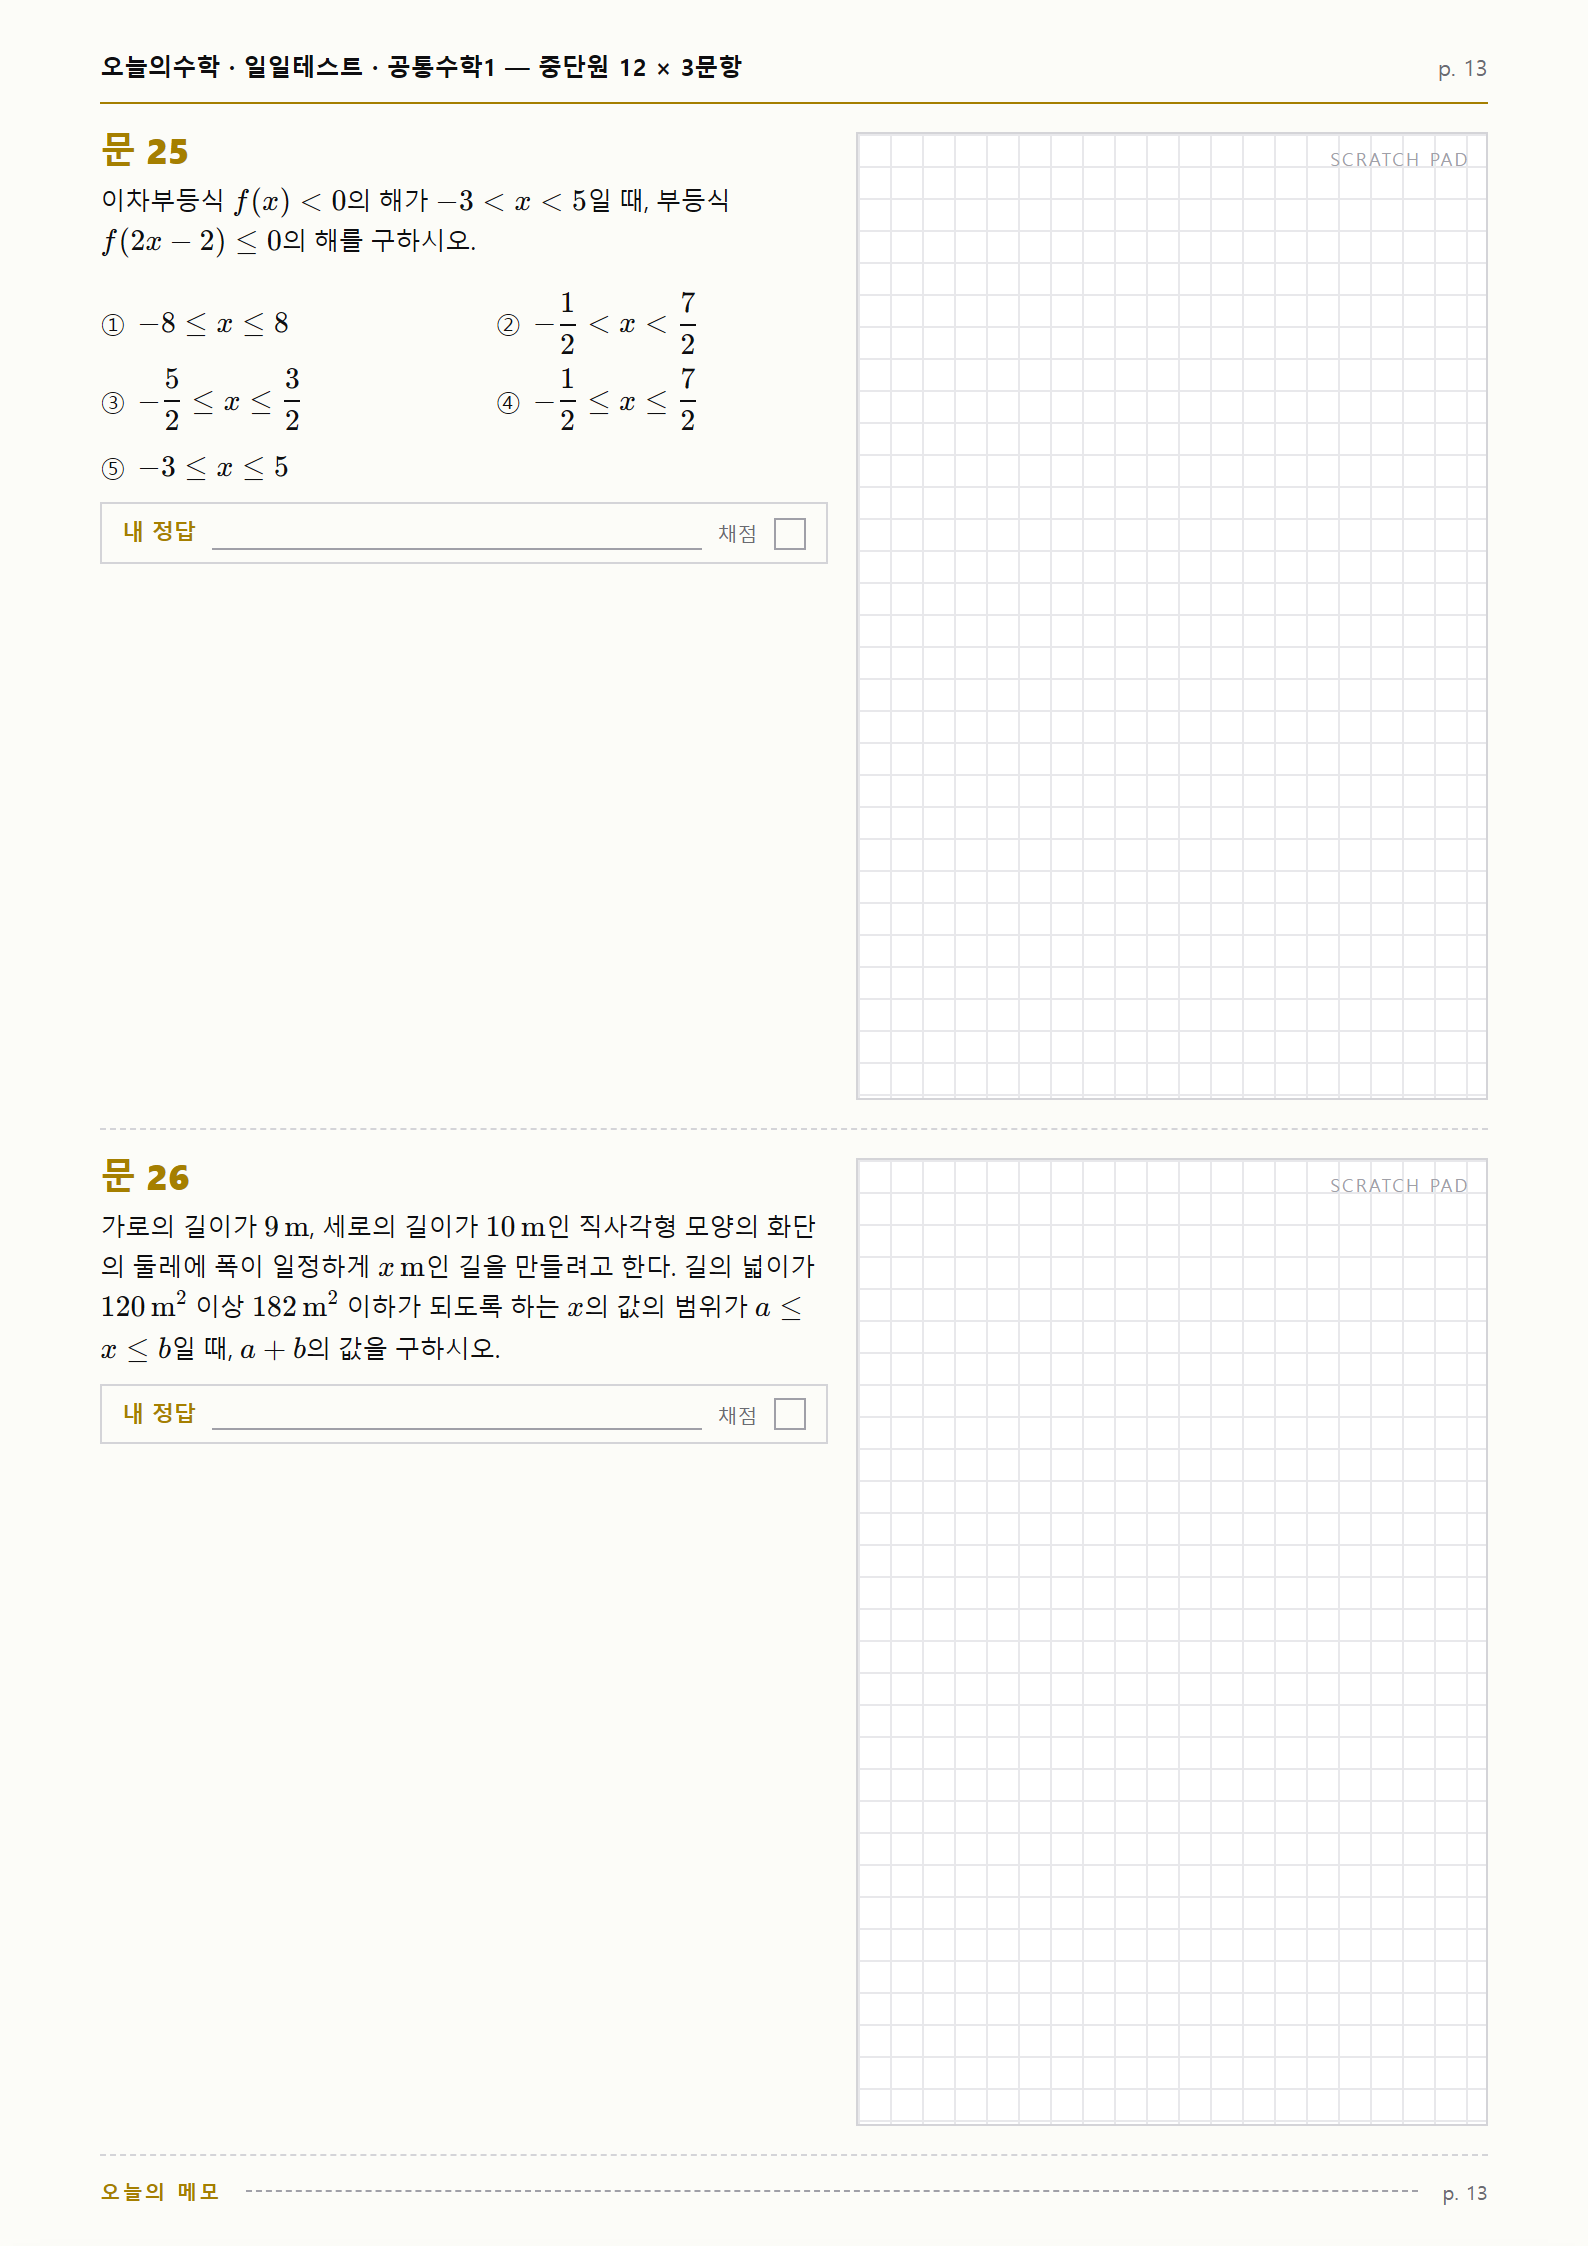 오늘의수학 · 일일테스트 · 공통수학1 — 중단원 12 × 3문항
p. 13
문 25
SCRATCH PAD
이차부등식 f(x) < 0의 해가 −3 < x < 5일 때, 부등식
f(2x − 2) ≤ 0의 해를 구하시오.
① −8 ≤ x ≤ 8
② −1/2 < x < 7/2
③ −5/2 ≤ x ≤ 3/2
④ −1/2 ≤ x ≤ 7/2
⑤ −3 ≤ x ≤ 5
내 정답 채점
문 26
SCRATCH PAD
가로의 길이가 9 m, 세로의 길이가 10 m인 직사각형 모양의 화단
의 둘레에 폭이 일정하게 x m인 길을 만들려고 한다. 길의 넓이가
120 m² 이상 182 m² 이하가 되도록 하는 x의 값의 범위가 a ≤
x ≤ b일 때, a + b의 값을 구하시오.
내 정답 채점
오늘의 메모
p. 13